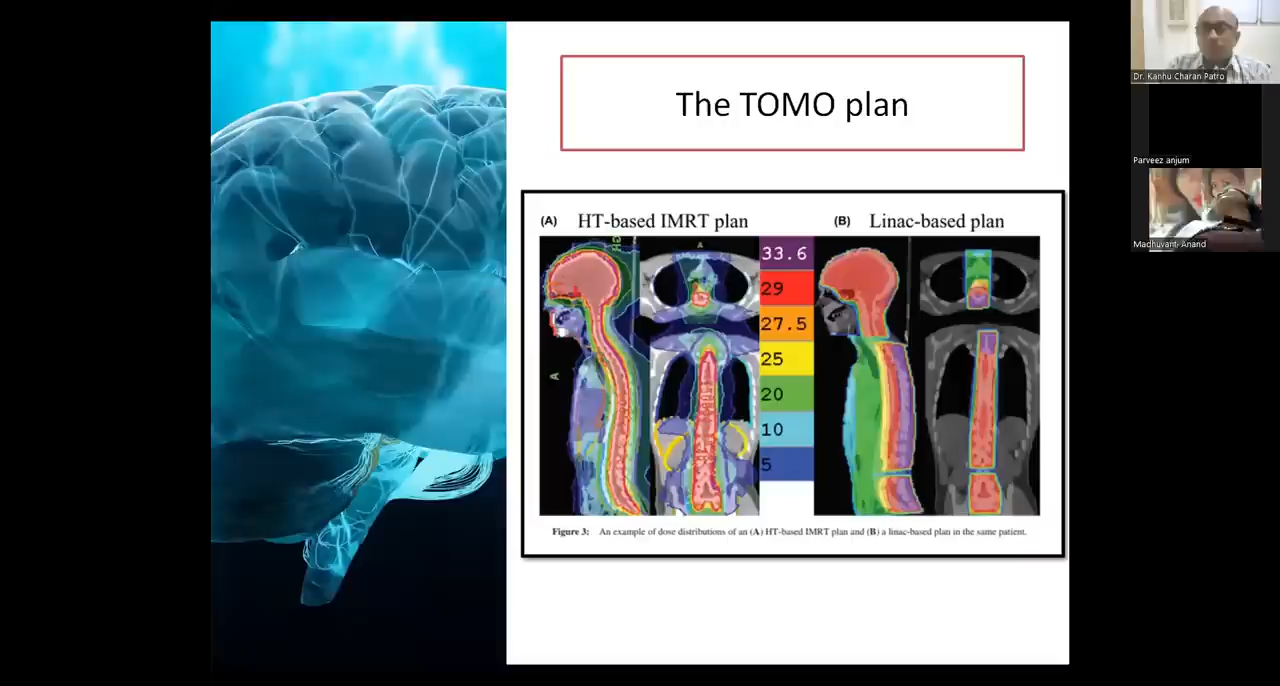 The TOMO plan
(A) HT-based IMRT plan
(B) Linac-based plan
A
A
33.6
29
27.5
25
20
10
5
Figure 3: An example of dose distributions of an (A) HT-based IMRT plan and (B) a linac-based plan in the same patient.
Dr. Kanhu Charan Patro
Parveez anjum
Madhuvanti Anand